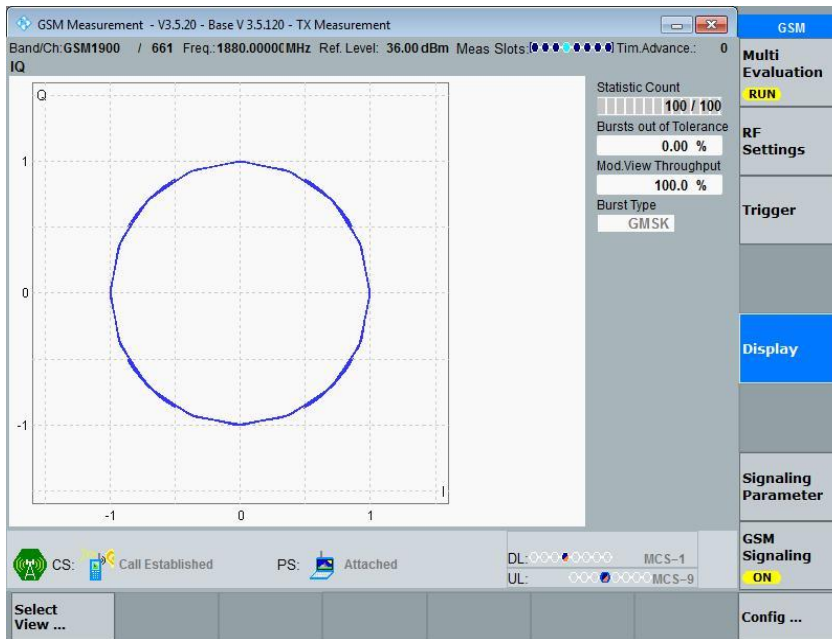 GSM Measurement - V3.5.20 - Base V 3.5.120 - TX Measurement
GSM
Band/Ch:GSM1900 / 661 Freq.:1880.0000(MHz Ref. Level: 36.00 dBm Meas Slots: Tim.Advance.: 0
IQ
Multi
Evaluation
RUN
RF
Settings
Trigger
Display
Signaling
Parameter
GSM
Signaling
ON
Config ...
Q
1
0
-1
-1 0 1
I
Statistic Count
100 / 100
Bursts out of Tolerance
0.00 %
Mod.View Throughput
100.0 %
Burst Type
GMSK
CS: Call Established PS: Attached
DL: MCS-1
UL: MCS-9
Select
View ...